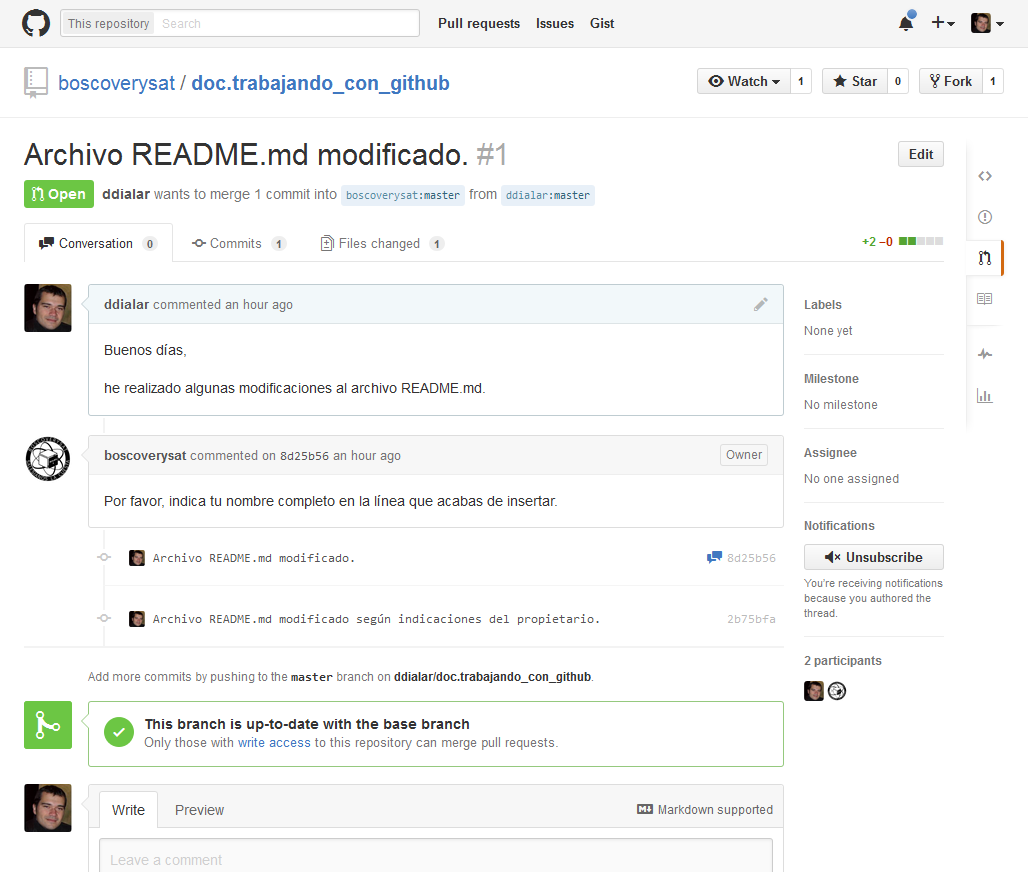 This repository Search Pull requests Issues Gist
boscoverysat / doc.trabajando_con_github Watch 1 Star 0 Fork 1
Archivo README.md modificado. #1 Edit
Open ddialar wants to merge 1 commit into boscoverysat:master from ddialar:master
Conversation 0 Commits 1 Files changed 1 +2 −0
ddialar commented an hour ago
Buenos días,
he realizado algunas modificaciones al archivo README.md.
boscoverysat commented on 8d25b56 an hour ago Owner
Por favor, indica tu nombre completo en la línea que acabas de insertar.
Archivo README.md modificado. 8d25b56
Archivo README.md modificado según indicaciones del propietario. 2b75bfa
Add more commits by pushing to the master branch on ddialar/doc.trabajando_con_github.
This branch is up-to-date with the base branch
Only those with write access to this repository can merge pull requests.
Write Preview Markdown supported
Leave a comment
Labels
None yet
Milestone
No milestone
Assignee
No one assigned
Notifications
Unsubscribe
You're receiving notifications
because you authored the
thread.
2 participants